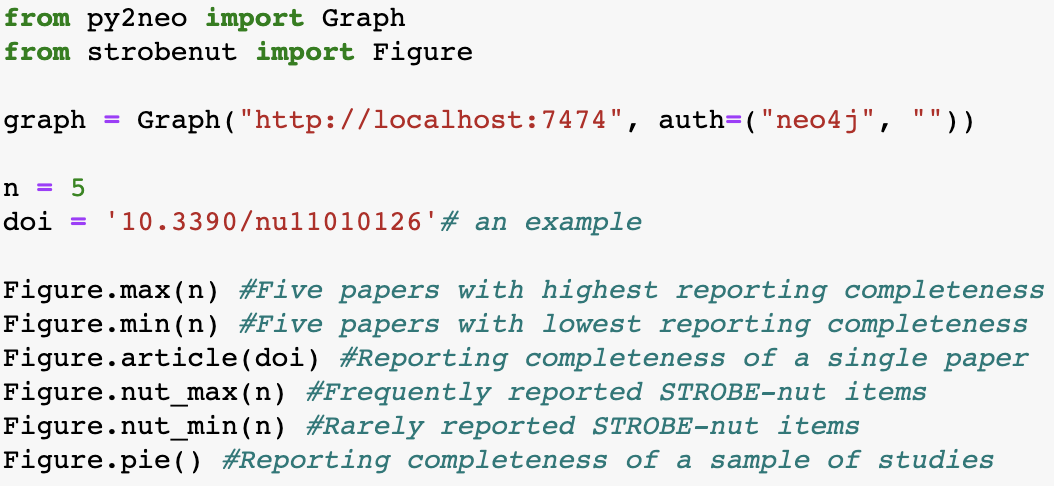 from py2neo import Graph
from strobenut import Figure
graph = Graph("http://localhost:7474", auth=("neo4j", ""))
n = 5
doi = '10.3390/nu11010126'# an example
Figure.max(n) #Five papers with highest reporting completeness
Figure.min(n) #Five papers with lowest reporting completeness
Figure.article(doi) #Reporting completeness of a single paper
Figure.nut_max(n) #Frequently reported STROBE-nut items
Figure.nut_min(n) #Rarely reported STROBE-nut items
Figure.pie() #Reporting completeness of a sample of studies